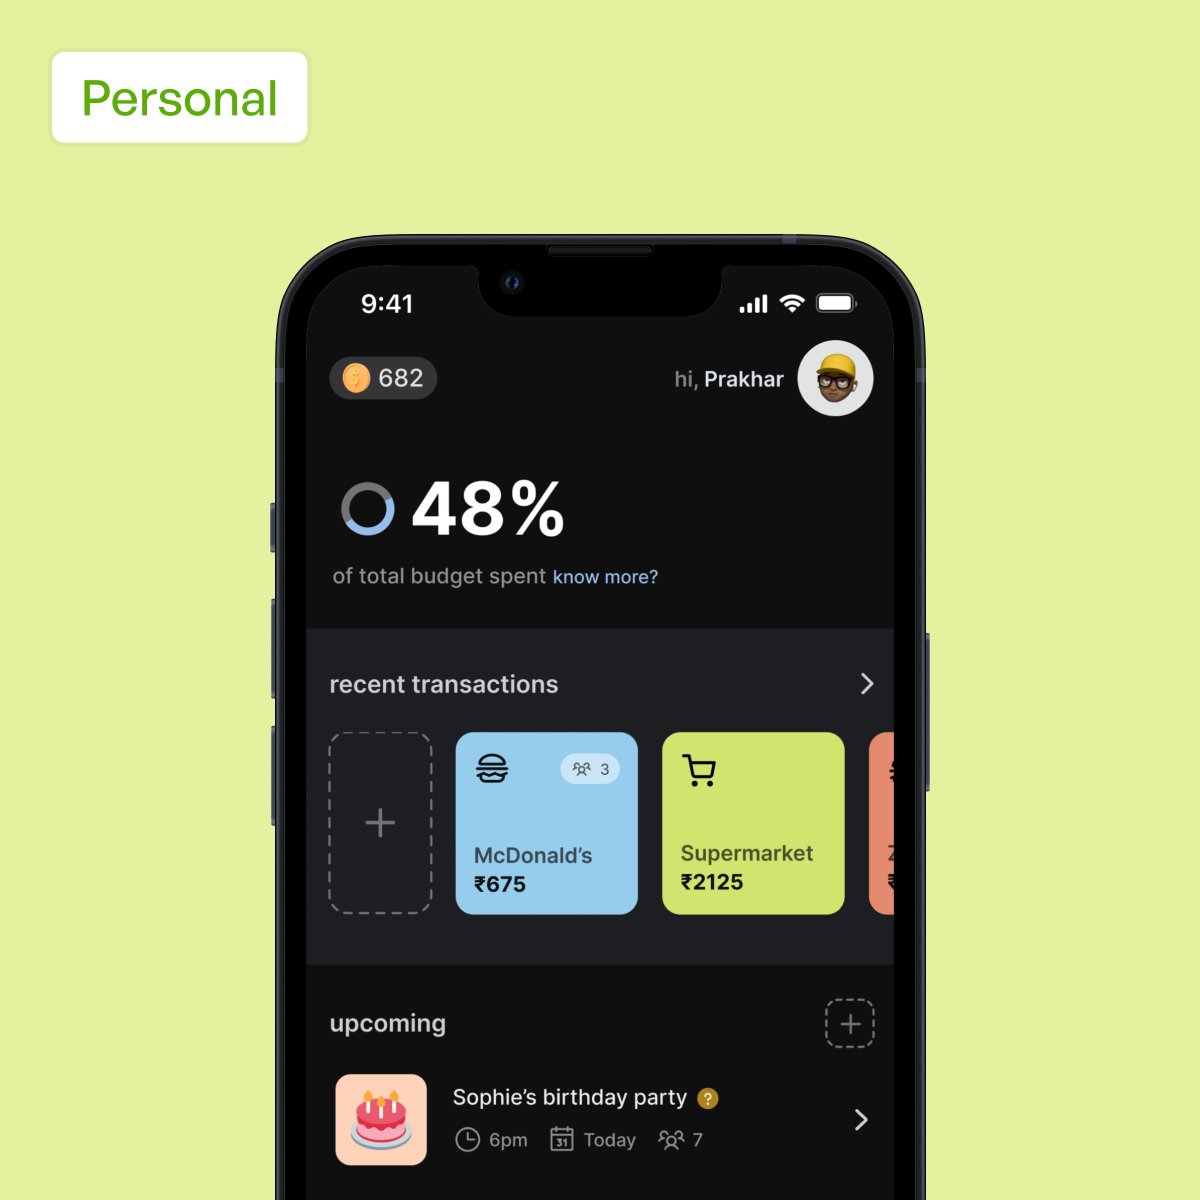 Personal
9:41
682
hi, Prakhar
48%
of total budget spent know more?
recent transactions
3
McDonald's
₹675
Supermarket
₹2125
upcoming
Sophie's birthday party ?
6pm 31 Today 7